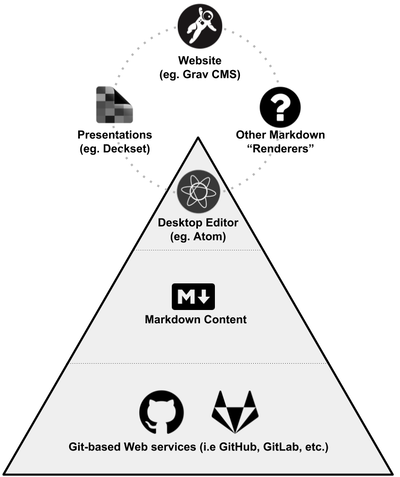 Website
(eg. Grav CMS)
Presentations
(eg. Deckset)
Other Markdown
“Renderers”
Desktop Editor
(eg. Atom)
M
Markdown Content
Git-based Web services (i.e GitHub, GitLab, etc.)